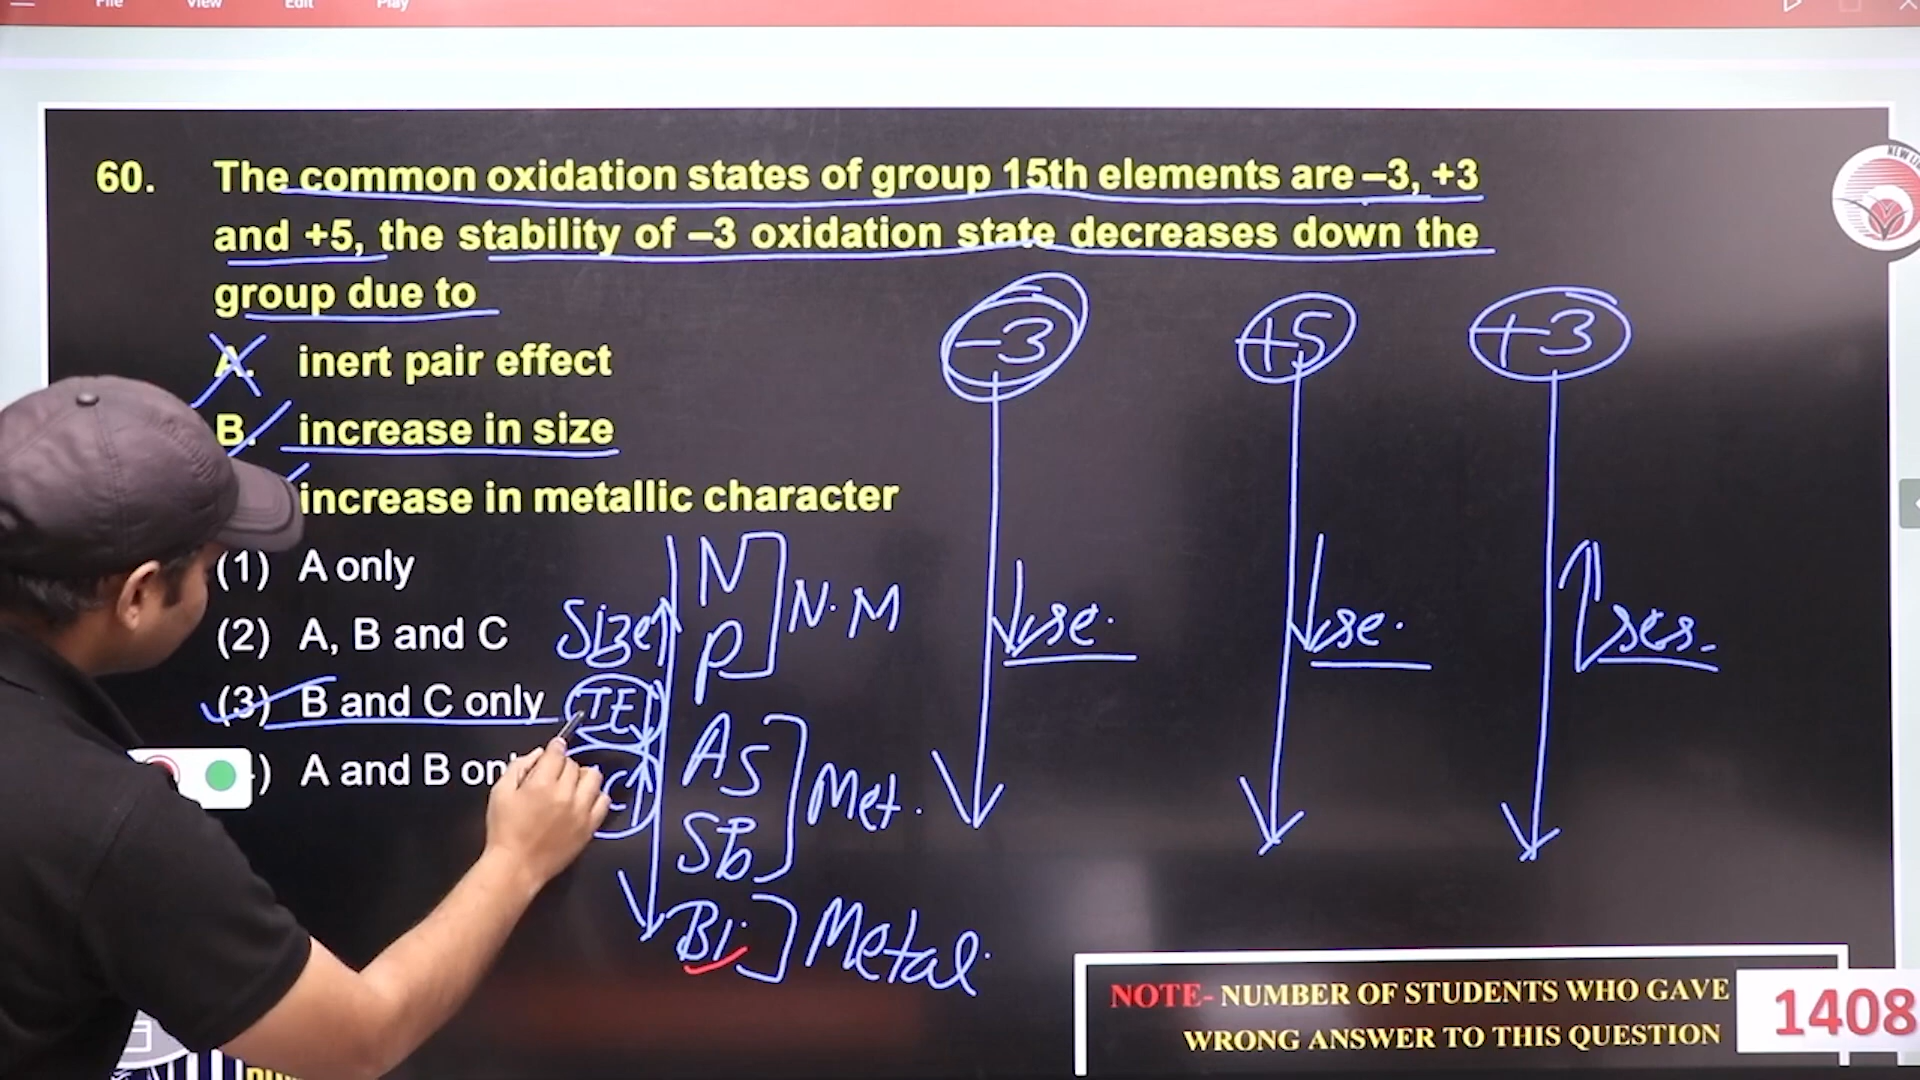 File View Edit Play
60. The common oxidation states of group 15th elements are –3, +3
and +5, the stability of –3 oxidation state decreases down the
group due to
A. inert pair effect
B. increase in size
increase in metallic character
(1) A only
(2) A, B and C
(3) B and C only
) A and B on
-3
+5
+3
↓se.
↓se.
↑ses.
Size↑
IE
N
P
N.M
As
Sb
Met.
Bi
Metal.
NOTE- NUMBER OF STUDENTS WHO GAVE
WRONG ANSWER TO THIS QUESTION
1408